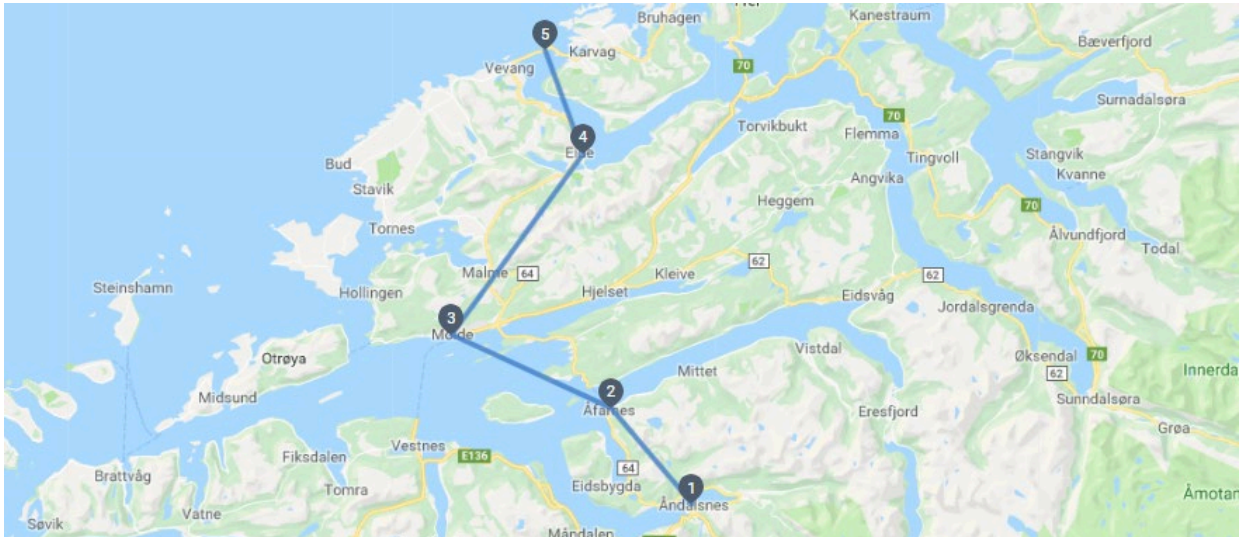 Bruhagen
Kanestraum
5
Karvag
Bæverfjord
Vevang
70
Surnadalsøra
70
4
Torvikbukt
Flemma
Eide
Tingvoll
Stangvik
Bud
Kvanne
Angvika
Stavik
Heggem
70
Tornes
Ålvundfjord
Todal
62
Malme
64
Kleive
62
Steinshamn
Hollingen
Hjelset
Eidsvåg
Jordalsgrenda
3
Molde
Vistdal
Otrøya
Øksendal
70
Mittet
62
Innerda
2
Midsund
Åfarnes
Eresfjord
Sunndalsøra
Grøa
Vestnes
E136
Fiksdalen
64
Brattvåg
Tomra
Eidsbygda
1
Åndalsnes
Åmotan
Vatne
Søvik
Måndalen